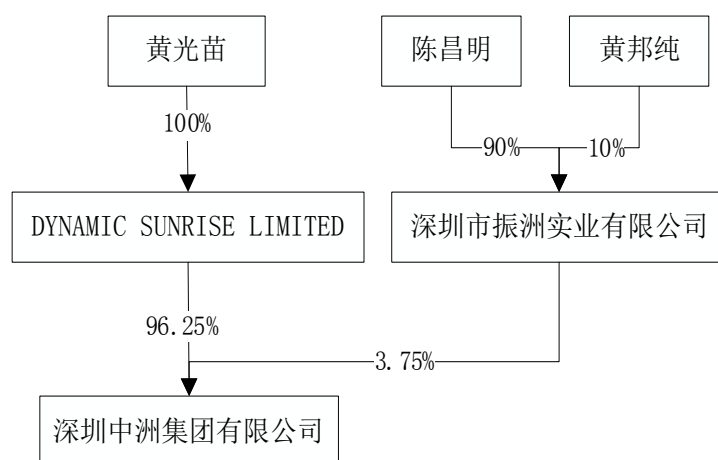 黄光苗
陈昌明
黄邦纯
100%
90%
10%
DYNAMIC SUNRISE LIMITED
深圳市振洲实业有限公司
96.25%
3.75%
深圳中洲集团有限公司